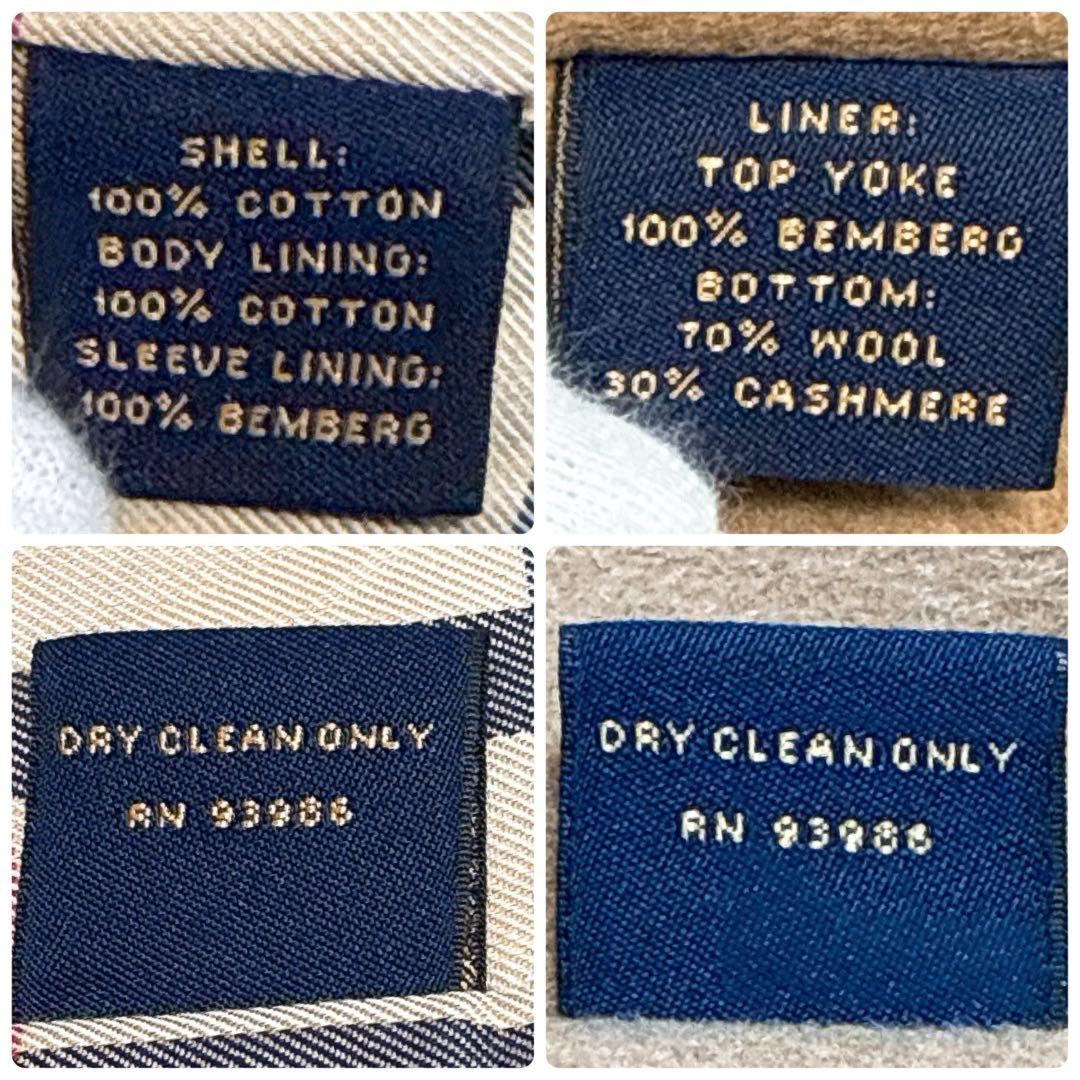 SHELL:
100% COTTON
BODY LINING:
100% COTTON
SLEEVE LINING:
100% BEMBERG
LINER:
TOP YOKE
100% BEMBERG
BOTTOM:
70% WOOL
30% CASHMERE
DRY CLEAN ONLY
RN 93986
DRY CLEAN ONLY
RN 93986